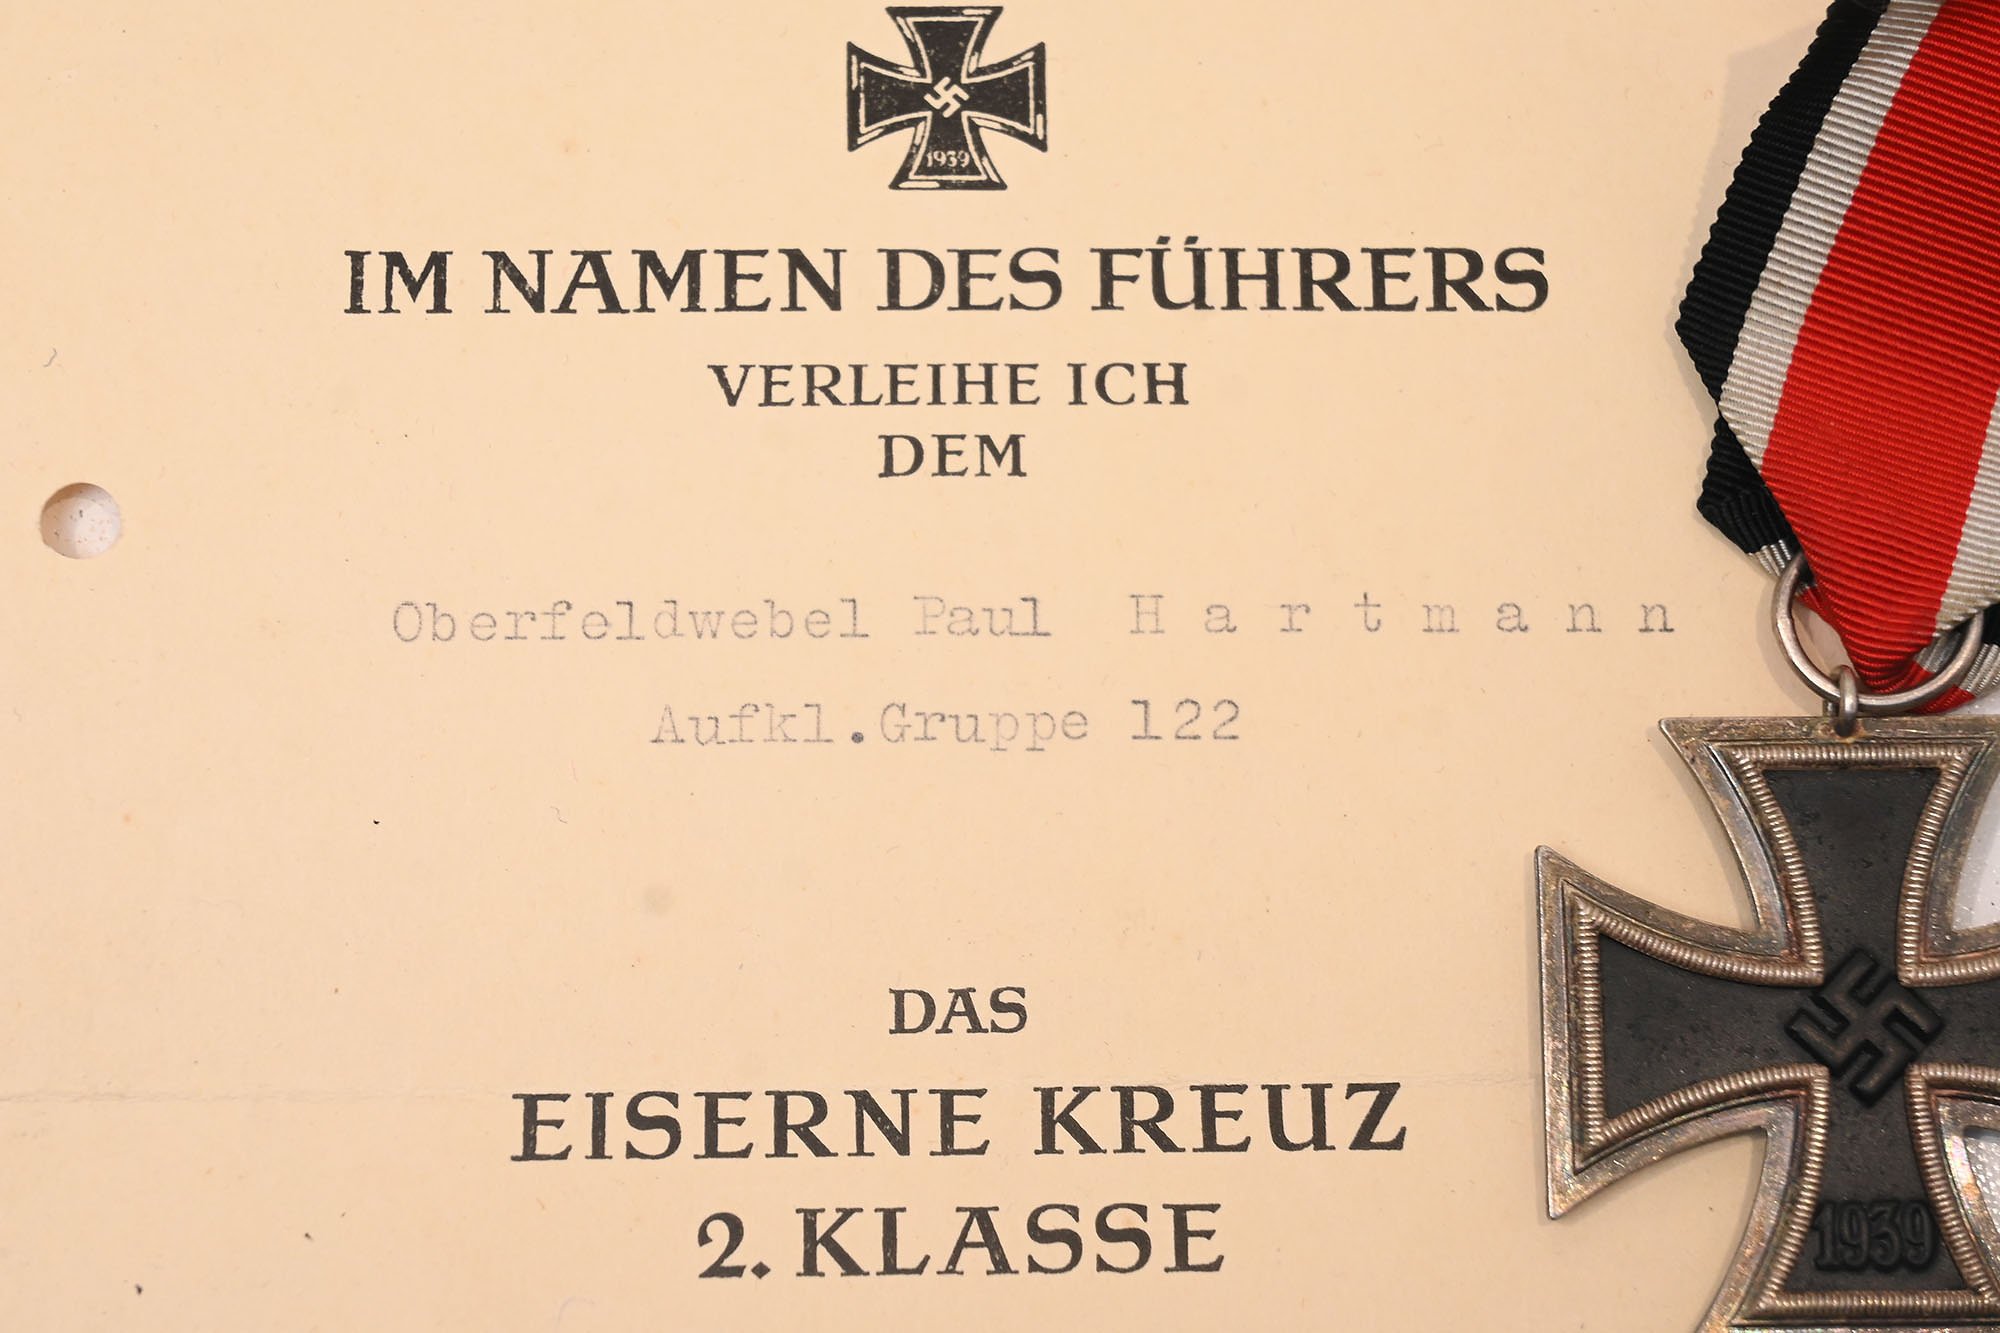 1939
IM NAMEN DES FÜHRERS
VERLEIHE ICH
DEM
Oberfeldwebel Paul H a r t m a n n
Aufkl.Gruppe 122
DAS
EISERNE KREUZ
2. KLASSE
1939